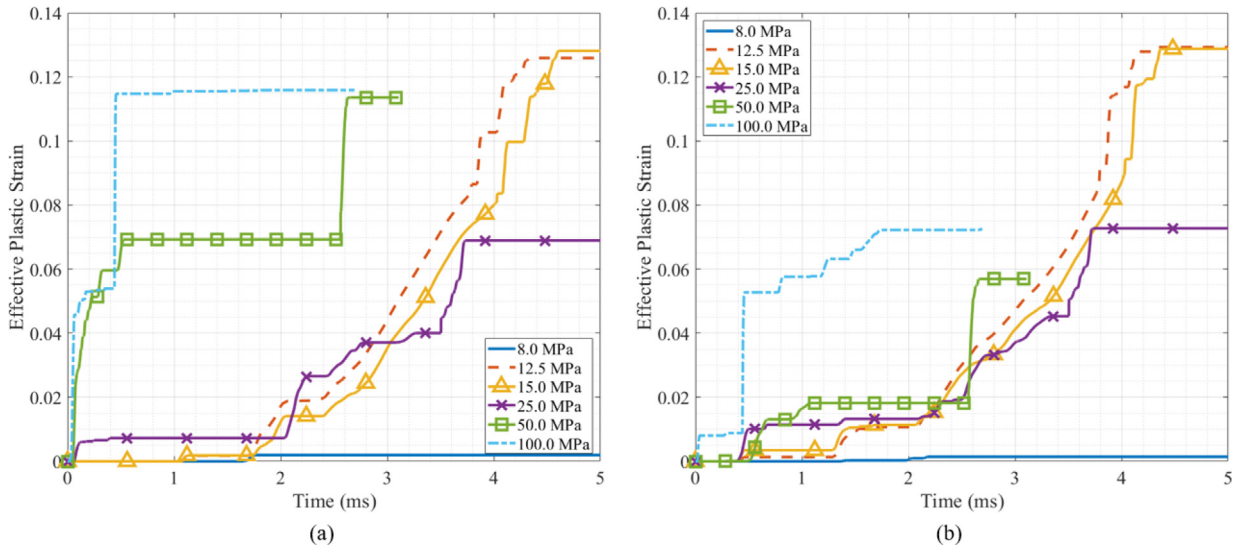 0.14
0.12
0.1
0.08
0.06
0.04
0.02
0
Effective Plastic Strain
8.0 MPa
12.5 MPa
15.0 MPa
25.0 MPa
50.0 MPa
100.0 MPa
0 1 2 3 4 5
Time (ms)
(a)
0.14
0.12
0.1
0.08
0.06
0.04
0.02
0
Effective Plastic Strain
8.0 MPa
12.5 MPa
15.0 MPa
25.0 MPa
50.0 MPa
100.0 MPa
0 1 2 3 4 5
Time (ms)
(b)